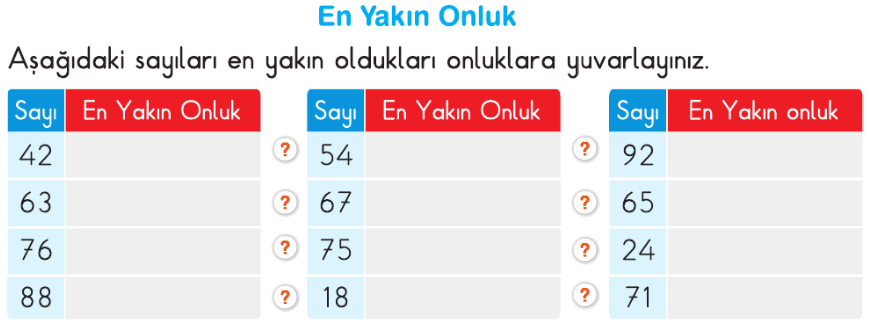 En Yakın Onluk
Aşağıdaki sayıları en yakın oldukları onluklara yuvarlayınız.
Sayı En Yakın Onluk Sayı En Yakın Onluk Sayı En Yakın onluk
42 ? 54 ? 92
63 ? 67 ? 65
76 ? 75 ? 24
88 ? 18 ? 71